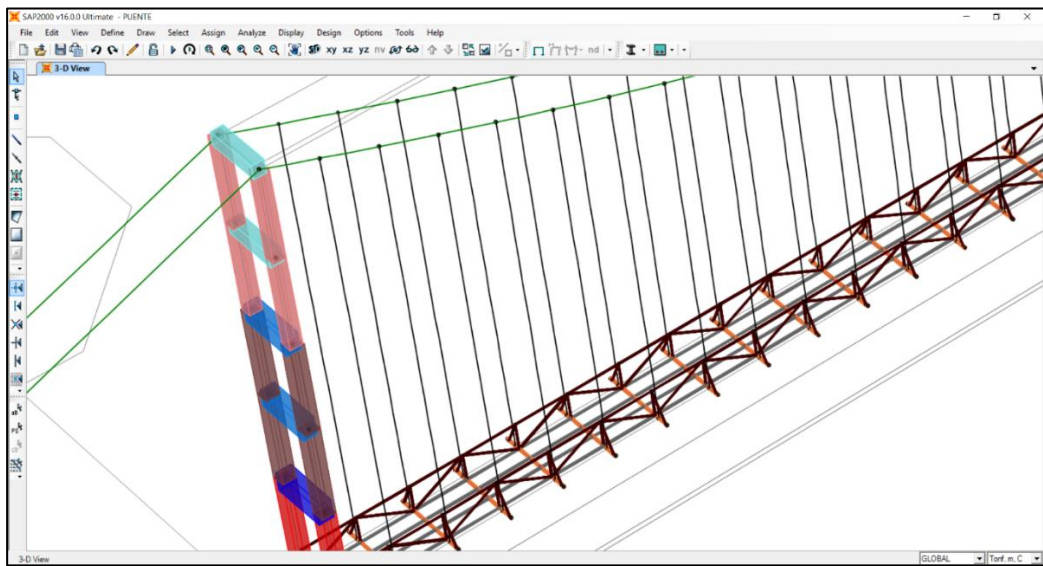 SAP2000 v16.0.0 Ultimate - PUENTE
File Edit View Define Draw Select Assign Analyze Display Design Options Tools Help
xy xz yz nv nd
3-D View
3-D View GLOBAL Tonf, m, C